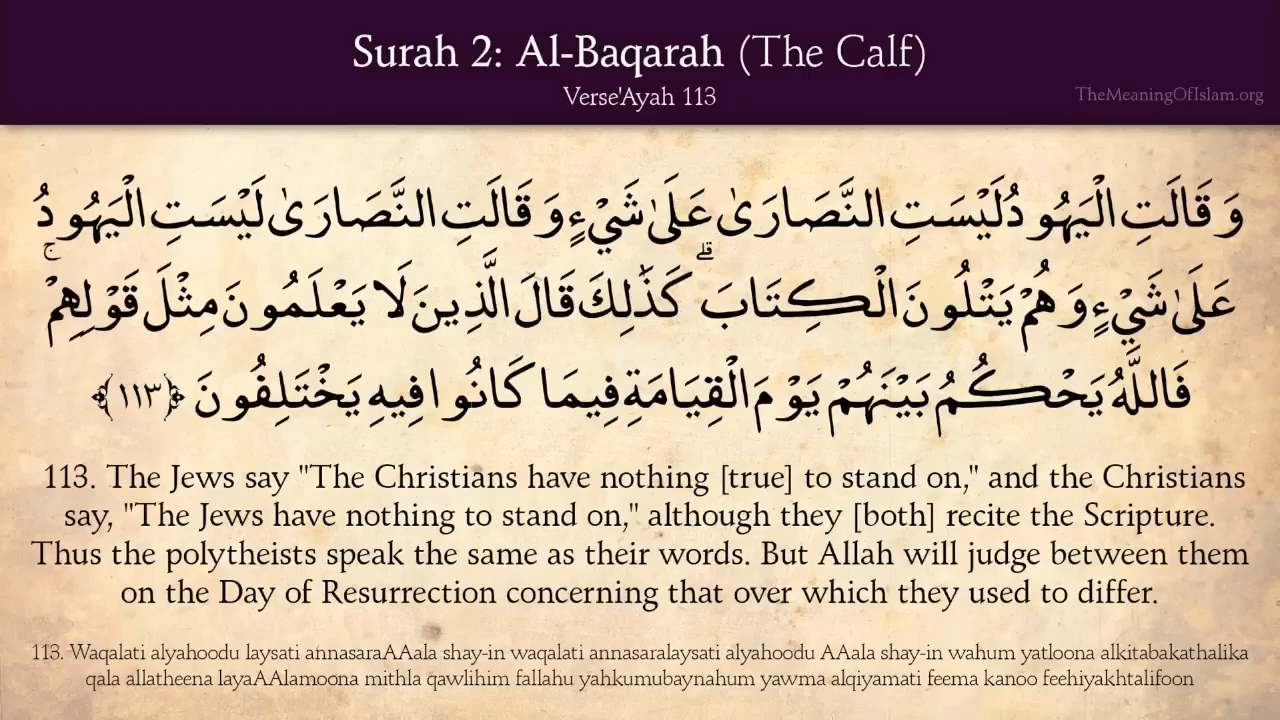 Surah 2: Al-Baqarah (The Calf)
Verse'Ayah 113
TheMeaningOfIslam.org
وَقَالَتِ الْيَهُودُ لَيْسَتِ النَّصَارَىٰ عَلَىٰ شَيْءٍ وَقَالَتِ النَّصَارَىٰ لَيْسَتِ الْيَهُودُ
عَلَىٰ شَيْءٍ وَهُمْ يَتْلُونَ الْكِتَابَ ۗ كَذَٰلِكَ قَالَ الَّذِينَ لَا يَعْلَمُونَ مِثْلَ قَوْلِهِمْ ۚ
فَاللَّهُ يَحْكُمُ بَيْنَهُمْ يَوْمَ الْقِيَامَةِ فِيمَا كَانُوا فِيهِ يَخْتَلِفُونَ ﴿١١٣﴾
113. The Jews say "The Christians have nothing [true] to stand on," and the Christians
say, "The Jews have nothing to stand on," although they [both] recite the Scripture.
Thus the polytheists speak the same as their words. But Allah will judge between them
on the Day of Resurrection concerning that over which they used to differ.
113. Waqalati alyahoodu laysati annasaraAAala shay-in waqalati annasaralaysati alyahoodu AAala shay-in wahum yatloona alkitabakathalika
qala allatheena layaAAlamoona mithla qawlihim fallahu yahkumubaynahum yawma alqiyamati feema kanoo feehiyakhtalifoon